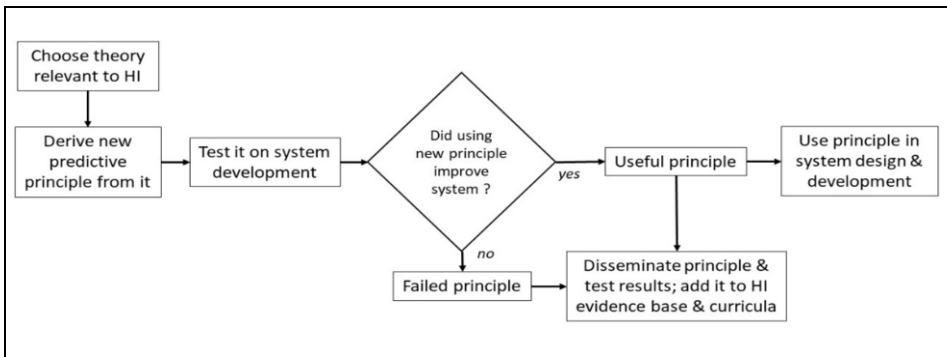 Choose theory
relevant to HI
Derive new
predictive
principle from it
Test it on system
development
Did using
new principle
improve
system ?
yes
Useful principle
Use principle in
system design &
development
no
Failed principle
Disseminate principle &
test results; add it to HI
evidence base & curricula